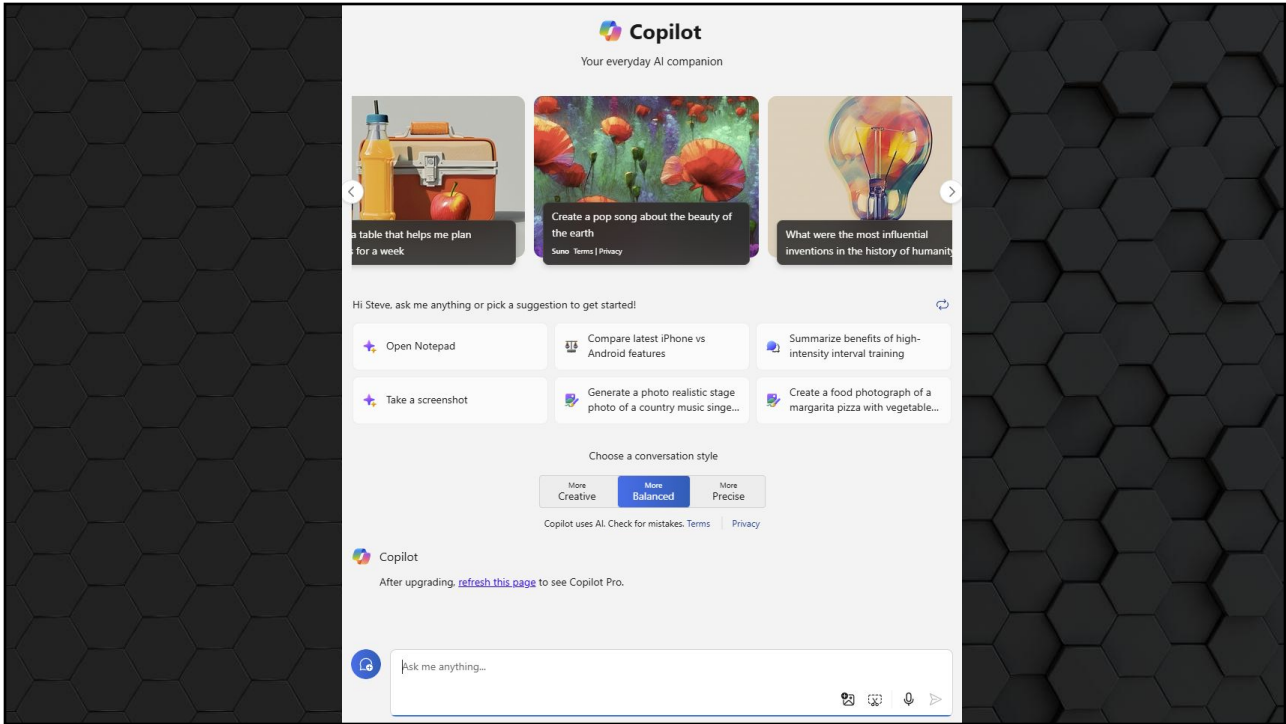 Copilot
Your everyday AI companion
a table that helps me plan
for a week
Create a pop song about the beauty of
the earth
Suno Terms | Privacy
What were the most influential
inventions in the history of humanity
Hi Steve, ask me anything or pick a suggestion to get started!
Open Notepad
Compare latest iPhone vs
Android features
Summarize benefits of high-
intensity interval training
Take a screenshot
Generate a photo realistic stage
photo of a country music singe...
Create a food photograph of a
margarita pizza with vegetable...
Choose a conversation style
More
Creative
More
Balanced
More
Precise
Copilot uses AI. Check for mistakes. Terms | Privacy
Copilot
After upgrading, refresh this page to see Copilot Pro.
Ask me anything...